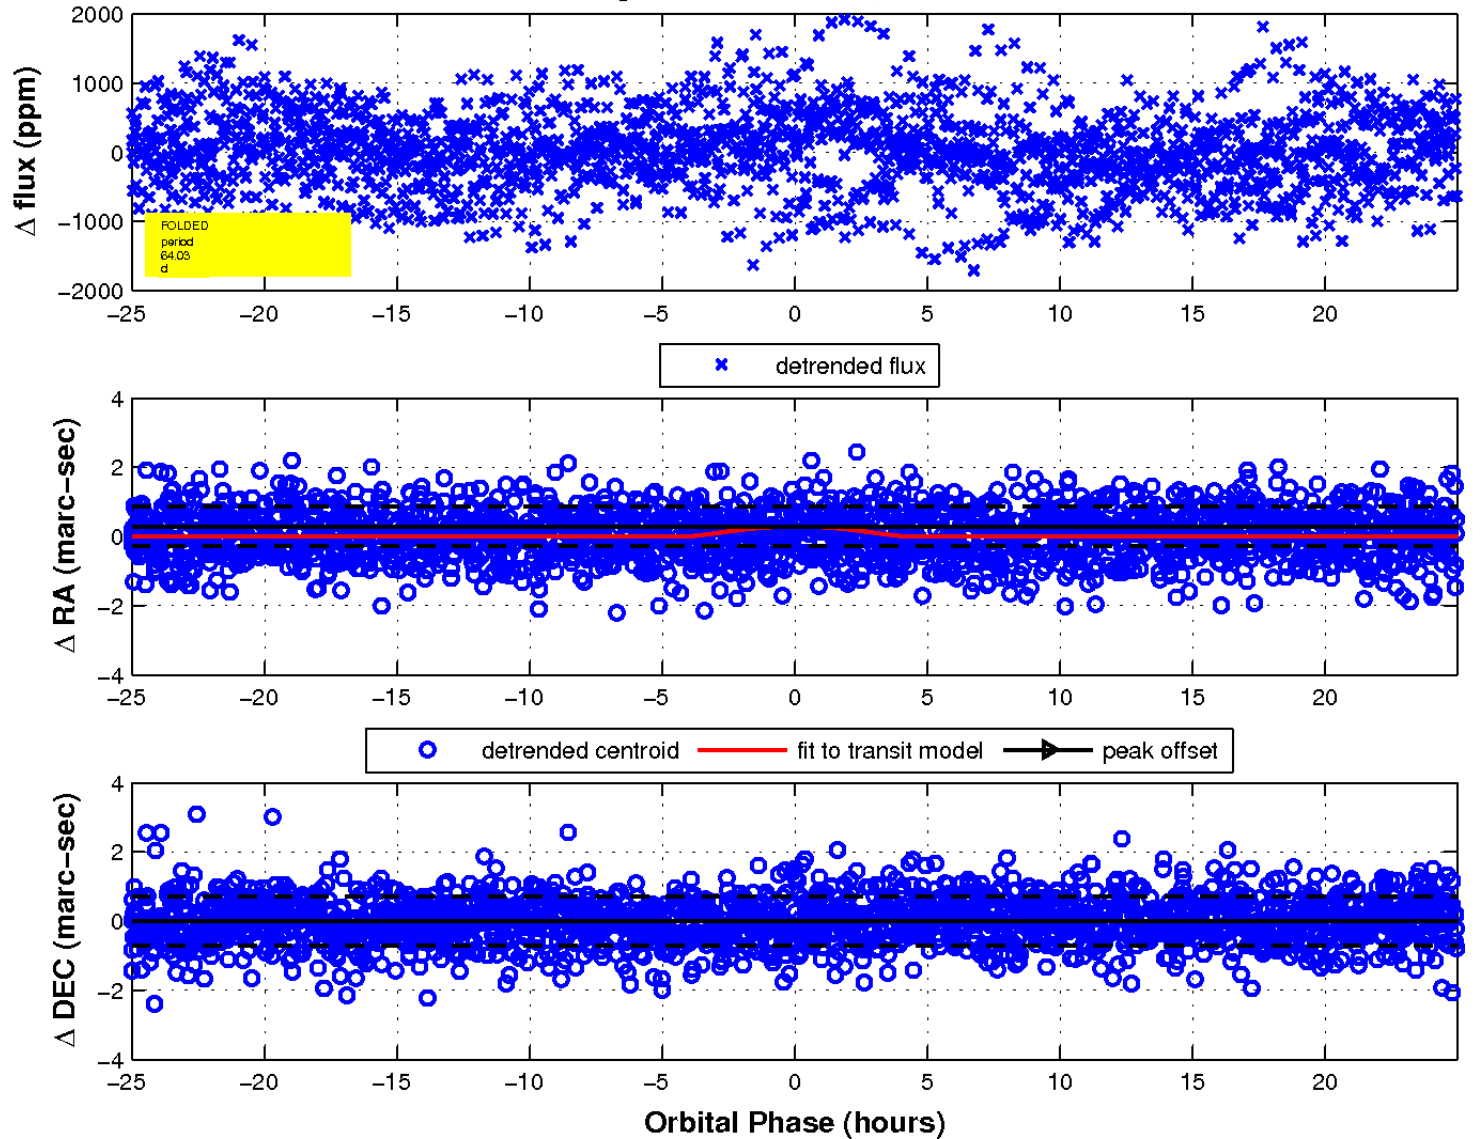 2000
1000
0
−1000
−2000
Δ flux (ppm)
FOLDED
period
64.03
d
−25 −20 −15 −10 −5 0 5 10 15 20
detrended flux
4
2
0
−2
−4
Δ RA (marc−sec)
−25 −20 −15 −10 −5 0 5 10 15 20
detrended centroid fit to transit model peak offset
4
2
0
−2
−4
Δ DEC (marc−sec)
−25 −20 −15 −10 −5 0 5 10 15 20
Orbital Phase (hours)